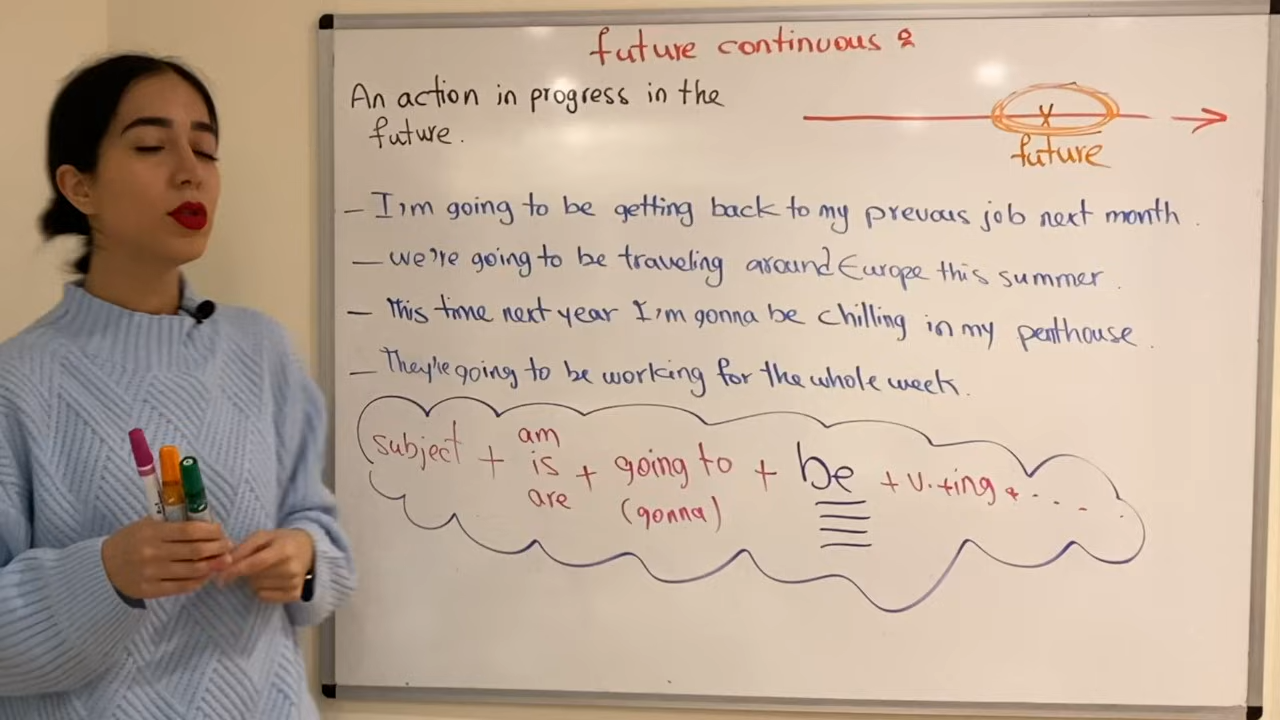 future continuous :
An action in progress in the
future.
x
future
- I'm going to be getting back to my prevous job next month.
- we're going to be traveling around Europe this summer.
- This time next year I'm gonna be chilling in my penthouse.
- They're going to be working for the whole week.
subject + am is are + going to (gonna) + be + v.+ing + ....